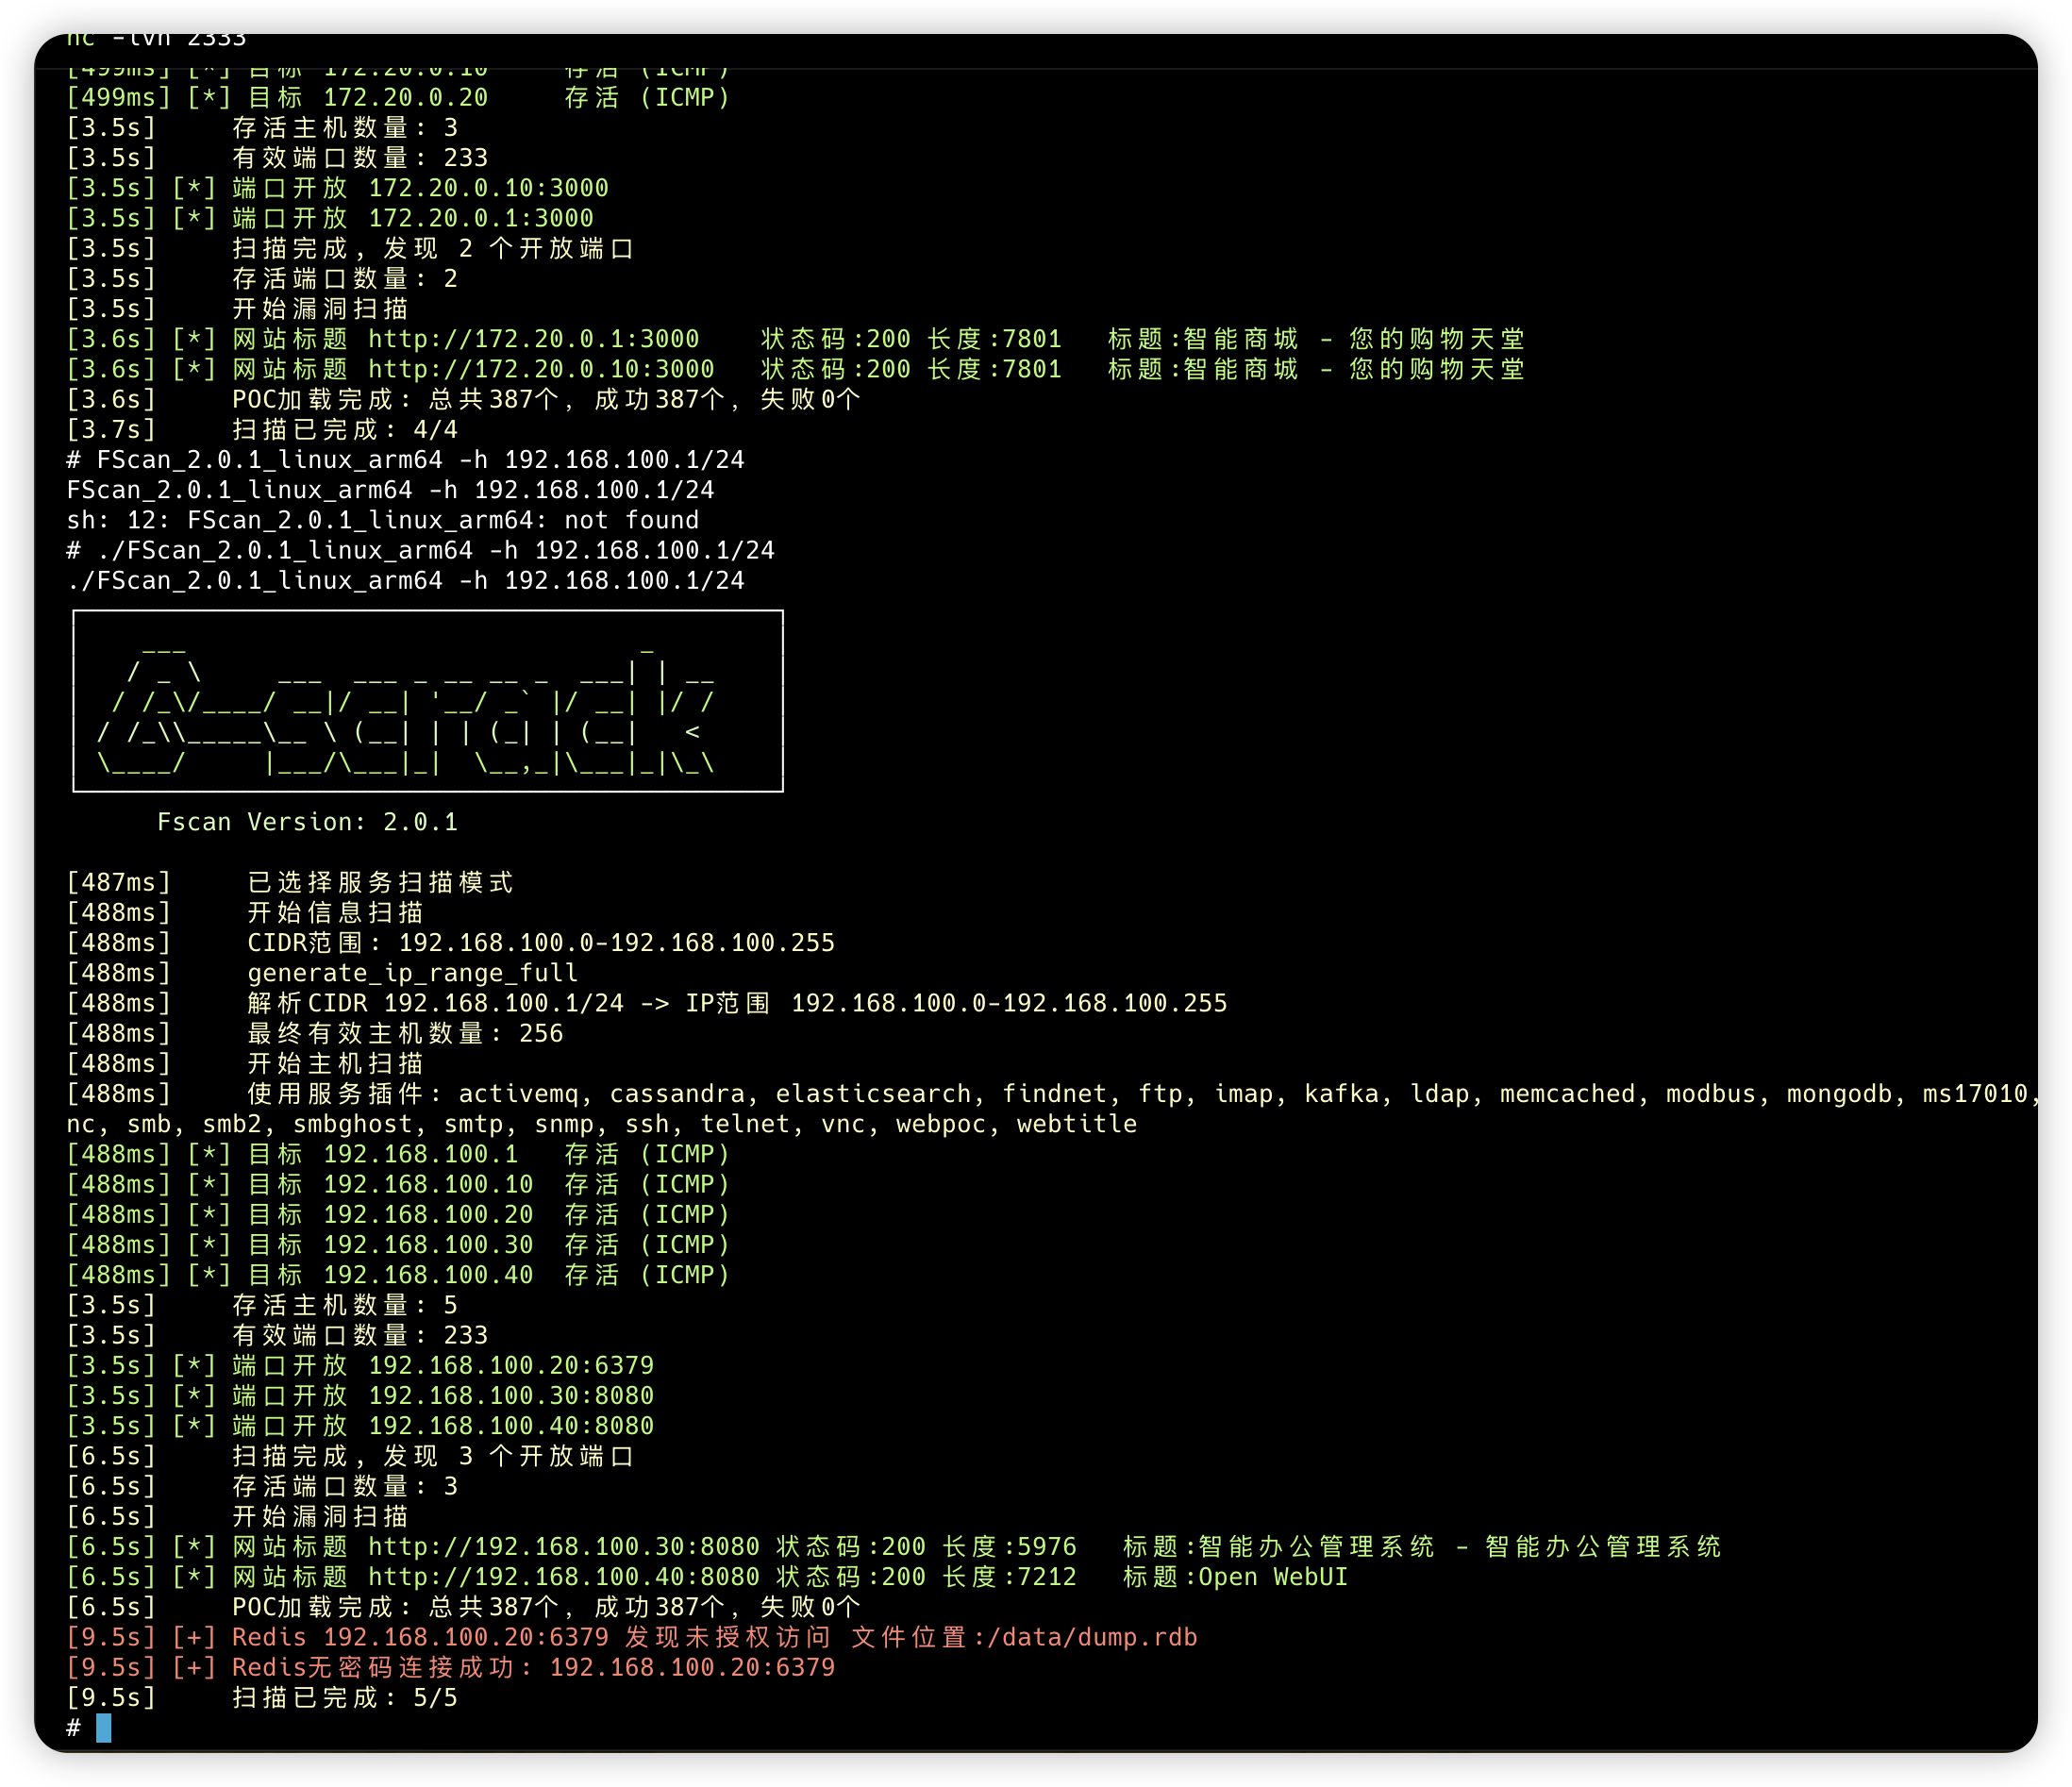 nc -lvn 2333
[499ms] [*] 目标 172.20.0.10     存活 (ICMP)
[499ms] [*] 目标 172.20.0.20     存活 (ICMP)
[3.5s]     存活主机数量: 3
[3.5s]     有效端口数量: 233
[3.5s] [*] 端口开放 172.20.0.10:3000
[3.5s] [*] 端口开放 172.20.0.1:3000
[3.5s]     扫描完成, 发现 2 个开放端口
[3.5s]     存活端口数量: 2
[3.5s]     开始漏洞扫描
[3.6s] [*] 网站标题 http://172.20.0.1:3000    状态码:200 长度:7801   标题:智能商城 - 您的购物天堂
[3.6s] [*] 网站标题 http://172.20.0.10:3000   状态码:200 长度:7801   标题:智能商城 - 您的购物天堂
[3.6s]     POC加载完成: 总共387个, 成功387个, 失败0个
[3.7s]     扫描已完成: 4/4
# FScan_2.0.1_linux_arm64 -h 192.168.100.1/24
FScan_2.0.1_linux_arm64 -h 192.168.100.1/24
sh: 12: FScan_2.0.1_linux_arm64: not found
# ./FScan_2.0.1_linux_arm64 -h 192.168.100.1/24
./FScan_2.0.1_linux_arm64 -h 192.168.100.1/24
      Fscan Version: 2.0.1
[487ms]     已选择服务扫描模式
[488ms]     开始信息扫描
[488ms]     CIDR范围: 192.168.100.0-192.168.100.255
[488ms]     generate_ip_range_full
[488ms]     解析CIDR 192.168.100.1/24 -> IP范围 192.168.100.0-192.168.100.255
[488ms]     最终有效主机数量: 256
[488ms]     开始主机扫描
[488ms]     使用服务插件: activemq, cassandra, elasticsearch, findnet, ftp, imap, kafka, ldap, memcached, modbus, mongodb, ms17010,
nc, smb, smb2, smbghost, smtp, snmp, ssh, telnet, vnc, webpoc, webtitle
[488ms] [*] 目标 192.168.100.1   存活 (ICMP)
[488ms] [*] 目标 192.168.100.10  存活 (ICMP)
[488ms] [*] 目标 192.168.100.20  存活 (ICMP)
[488ms] [*] 目标 192.168.100.30  存活 (ICMP)
[488ms] [*] 目标 192.168.100.40  存活 (ICMP)
[3.5s]     存活主机数量: 5
[3.5s]     有效端口数量: 233
[3.5s] [*] 端口开放 192.168.100.20:6379
[3.5s] [*] 端口开放 192.168.100.30:8080
[3.5s] [*] 端口开放 192.168.100.40:8080
[6.5s]     扫描完成, 发现 3 个开放端口
[6.5s]     存活端口数量: 3
[6.5s]     开始漏洞扫描
[6.5s] [*] 网站标题 http://192.168.100.30:8080 状态码:200 长度:5976   标题:智能办公管理系统 - 智能办公管理系统
[6.5s] [*] 网站标题 http://192.168.100.40:8080 状态码:200 长度:7212   标题:Open WebUI
[6.5s]     POC加载完成: 总共387个, 成功387个, 失败0个
[9.5s] [+] Redis 192.168.100.20:6379 发现未授权访问 文件位置:/data/dump.rdb
[9.5s] [+] Redis无密码连接成功: 192.168.100.20:6379
[9.5s]     扫描已完成: 5/5
#